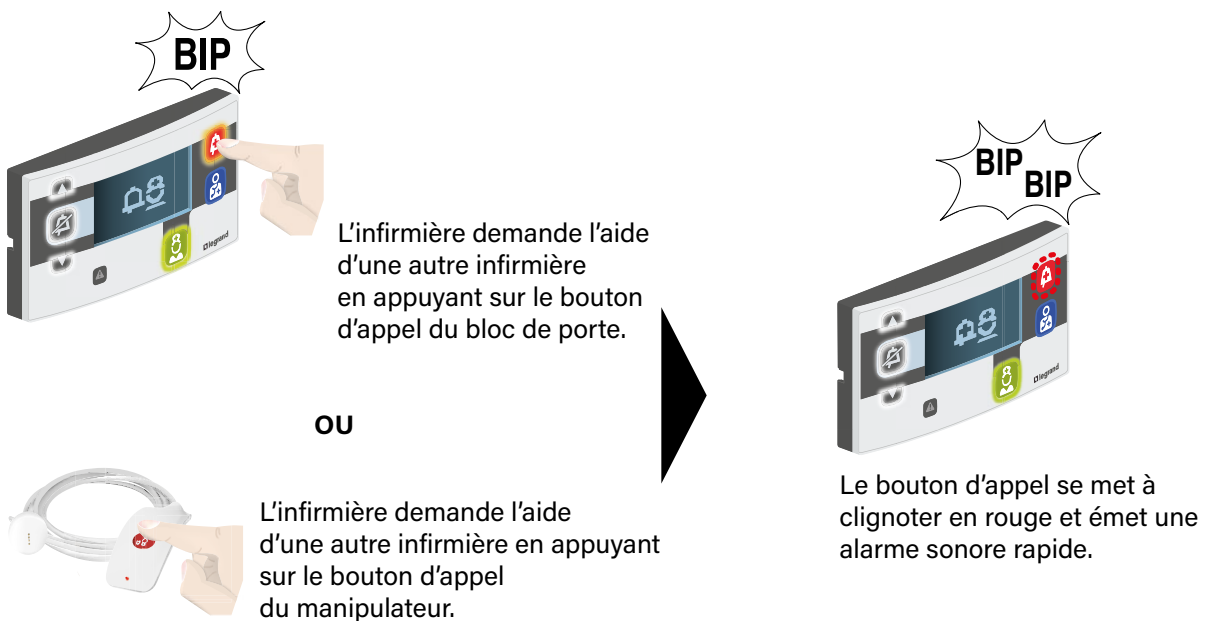 BIP
legrand
L'infirmière demande l'aide
d'une autre infirmière
en appuyant sur le bouton
d'appel du bloc de porte.
OU
L'infirmière demande l'aide
d'une autre infirmière en appuyant
sur le bouton d'appel
du manipulateur.
BIP
BIP
legrand
Le bouton d'appel se met à
clignoter en rouge et émet une
alarme sonore rapide.